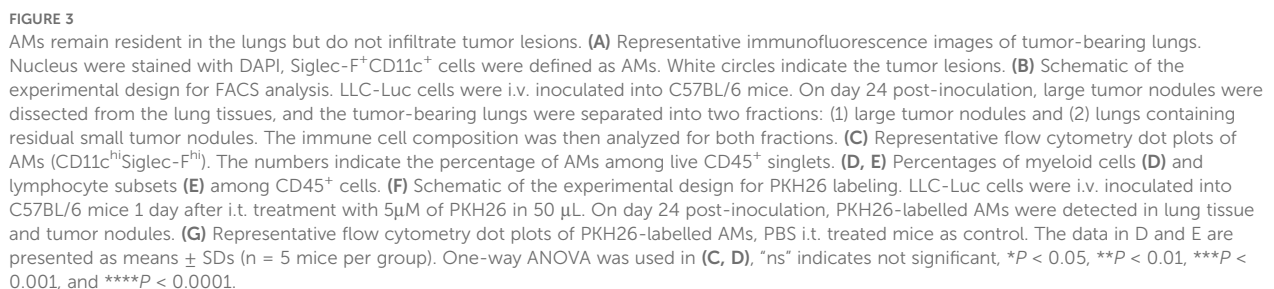 FIGURE 3
AMs remain resident in the lungs but do not infiltrate tumor lesions. (A) Representative immunofluorescence images of tumor-bearing lungs.
Nucleus were stained with DAPI, Siglec-F⁺CD11c⁺ cells were defined as AMs. White circles indicate the tumor lesions. (B) Schematic of the
experimental design for FACS analysis. LLC-Luc cells were i.v. inoculated into C57BL/6 mice. On day 24 post-inoculation, large tumor nodules were
dissected from the lung tissues, and the tumor-bearing lungs were separated into two fractions: (1) large tumor nodules and (2) lungs containing
residual small tumor nodules. The immune cell composition was then analyzed for both fractions. (C) Representative flow cytometry dot plots of
AMs (CD11cʰⁱSiglec-Fʰⁱ). The numbers indicate the percentage of AMs among live CD45⁺ singlets. (D, E) Percentages of myeloid cells (D) and
lymphocyte subsets (E) among CD45⁺ cells. (F) Schematic of the experimental design for PKH26 labeling. LLC-Luc cells were i.v. inoculated into
C57BL/6 mice 1 day after i.t. treatment with 5μM of PKH26 in 50 μL. On day 24 post-inoculation, PKH26-labelled AMs were detected in lung tissue
and tumor nodules. (G) Representative flow cytometry dot plots of PKH26-labelled AMs, PBS i.t. treated mice as control. The data in D and E are
presented as means ± SDs (n = 5 mice per group). One-way ANOVA was used in (C, D), "ns" indicates not significant, *P < 0.05, **P < 0.01, ***P <
0.001, and ****P < 0.0001.